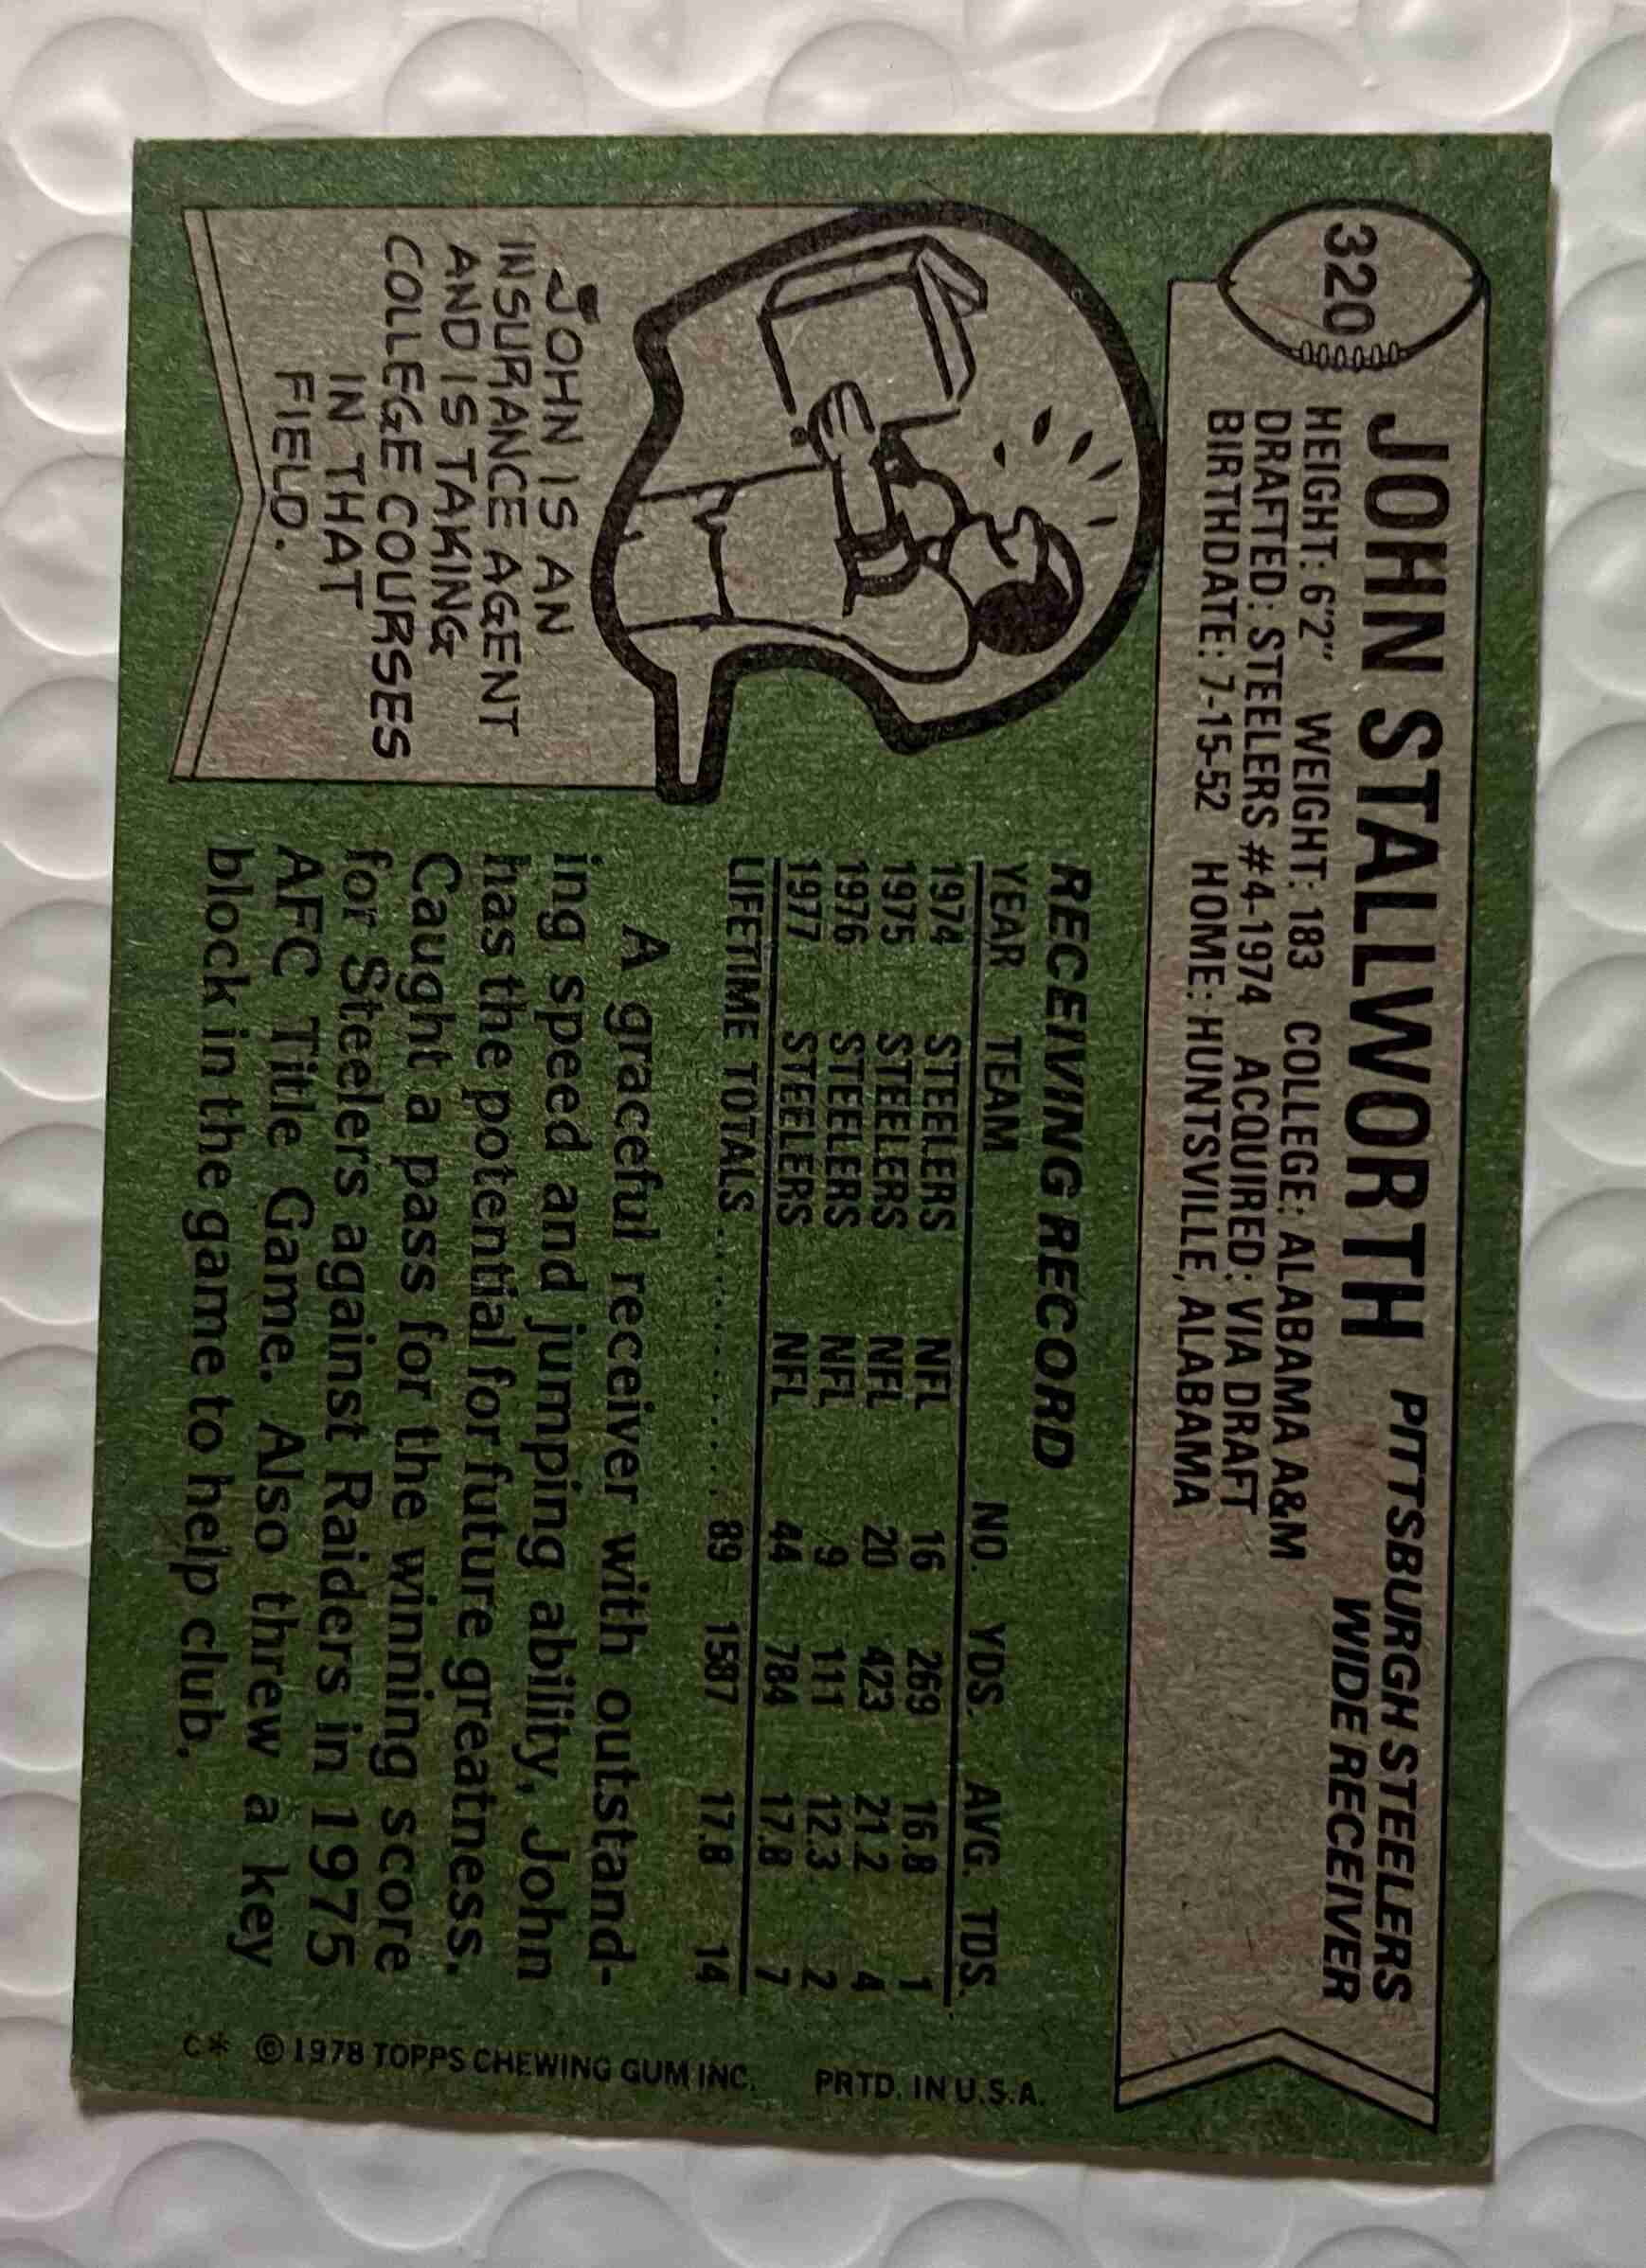 320
JOHN STALLWORTH PITTSBURGH STEELERS
WIDE RECEIVER
HEIGHT: 6'2" WEIGHT: 183 COLLEGE: ALABAMA A&M
DRAFTED: STEELERS #4-1974 ACQUIRED: VIA DRAFT
BIRTHDATE: 7-15-52 HOME: HUNTSVILLE, ALABAMA
JOHN IS AN
INSURANCE AGENT
AND IS TAKING
COLLEGE COURSES
IN THAT
FIELD.
RECEIVING RECORD
YEAR TEAM NO. YDS. AVG. TDS.
1974 STEELERS NFL 16 269 16.8 1
1975 STEELERS NFL 20 423 21.2 4
1976 STEELERS NFL 9 111 12.3 2
1977 STEELERS NFL 44 784 17.8 7
LIFETIME TOTALS .............. 89 1587 17.8 14
A graceful receiver with outstand-
ing speed and jumping ability, John
has the potential for future greatness.
Caught a pass for the winning score
for Steelers against Raiders in 1975
AFC Title Game. Also threw a key
block in the game to help club.
C* © 1978 TOPPS CHEWING GUM INC. PRTD. IN U.S.A.